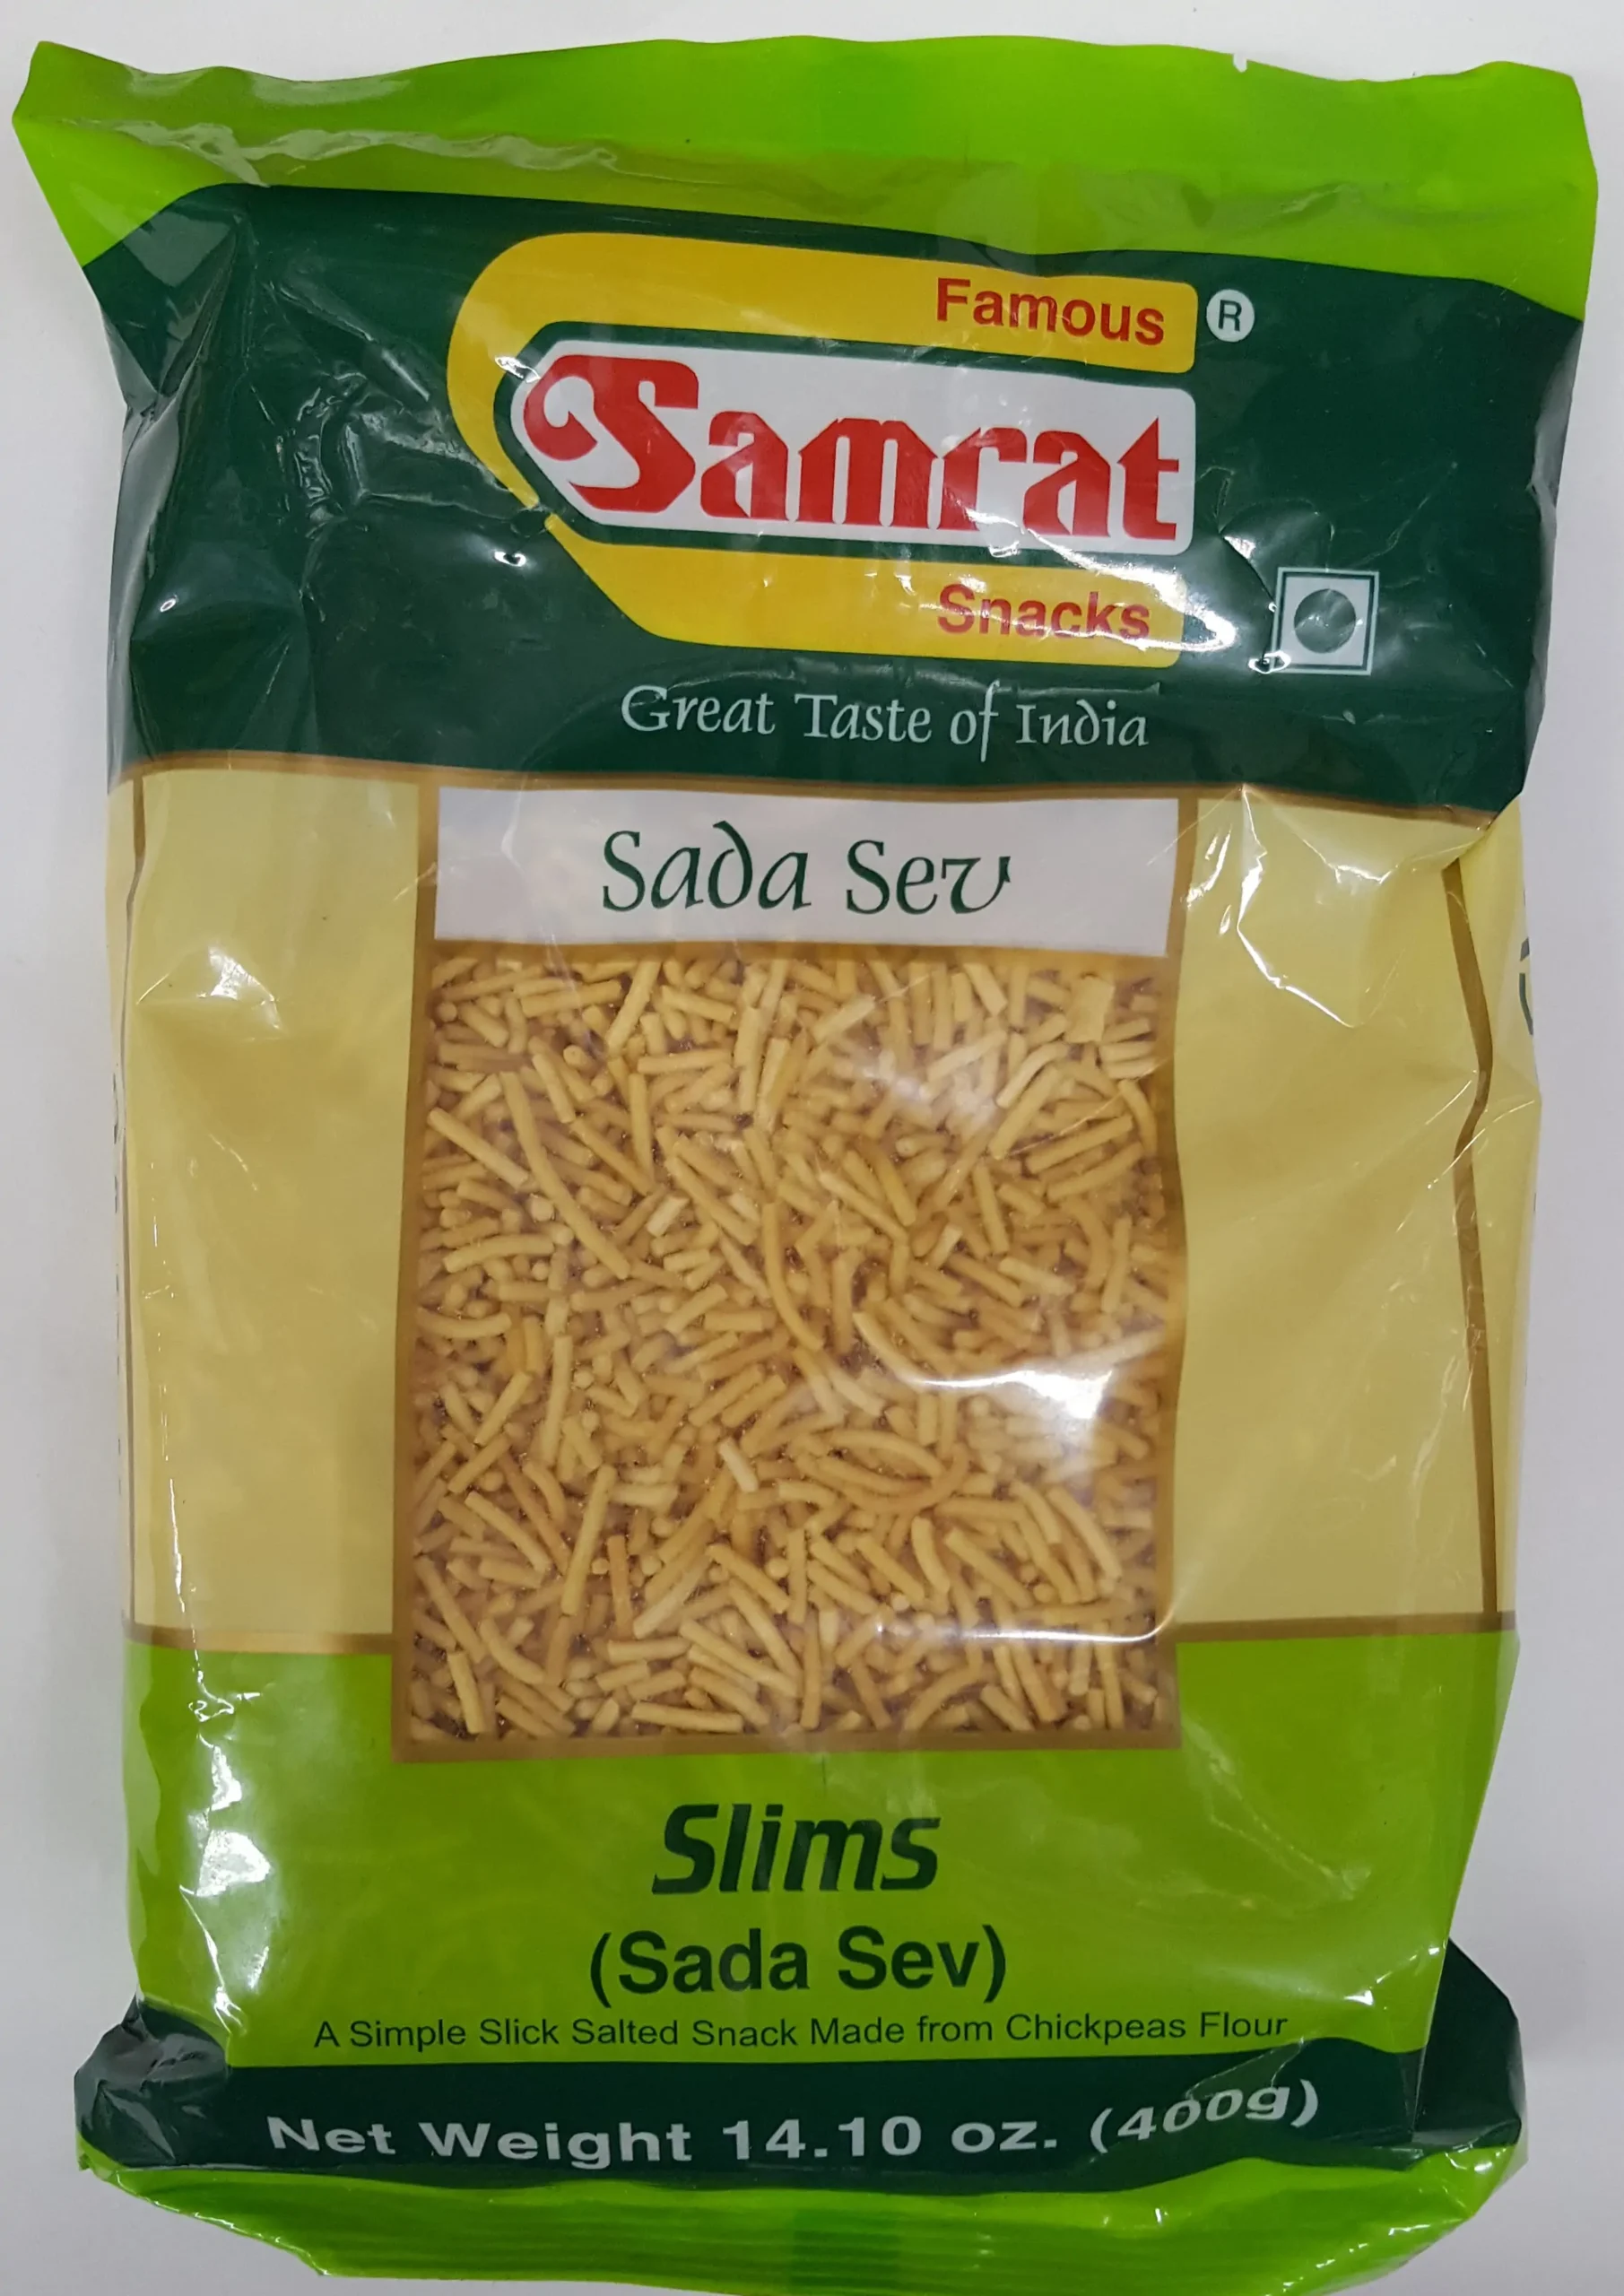 Famous
®
Samrat
Snacks
Great Taste of India
Sada Sev
Slims
(Sada Sev)
A Simple Slick Salted Snack Made from Chickpeas Flour
Net Weight 14.10 oz. (400g)